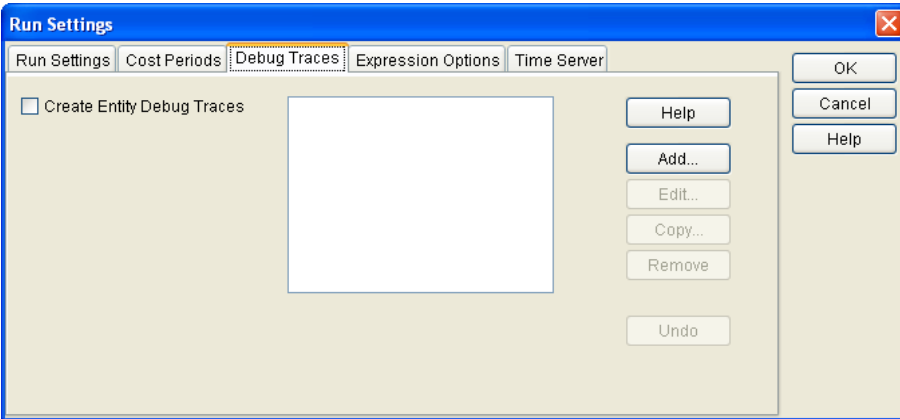 Run Settings
Run Settings Cost Periods Debug Traces Expression Options Time Server
OK
Cancel
Help
Create Entity Debug Traces
Help
Add...
Edit...
Copy...
Remove
Undo